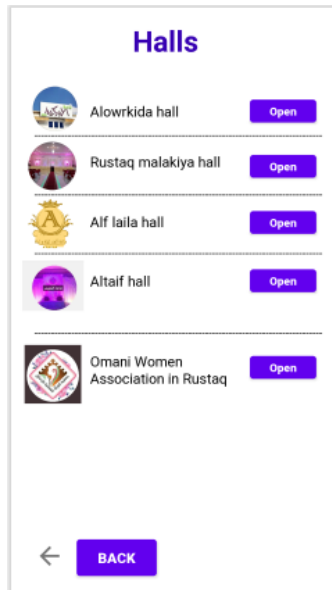 Halls
Alowrkida hall
Open
Rustaq malakiya hall
Open
Alf laila hall
Open
Altaif hall
Open
Omani Women
Association in Rustaq
Open
BACK